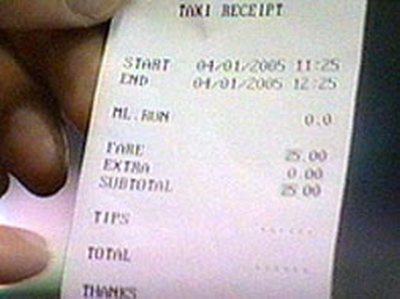 TAXI RECEIPT
START 04/01/2005 11:25
END 04/01/2005 12:25
ML.RUN 0.0
FARE 25.00
EXTRA 0.00
SUBTOTAL 25.00
TIPS ......
TOTAL ......
THANKS